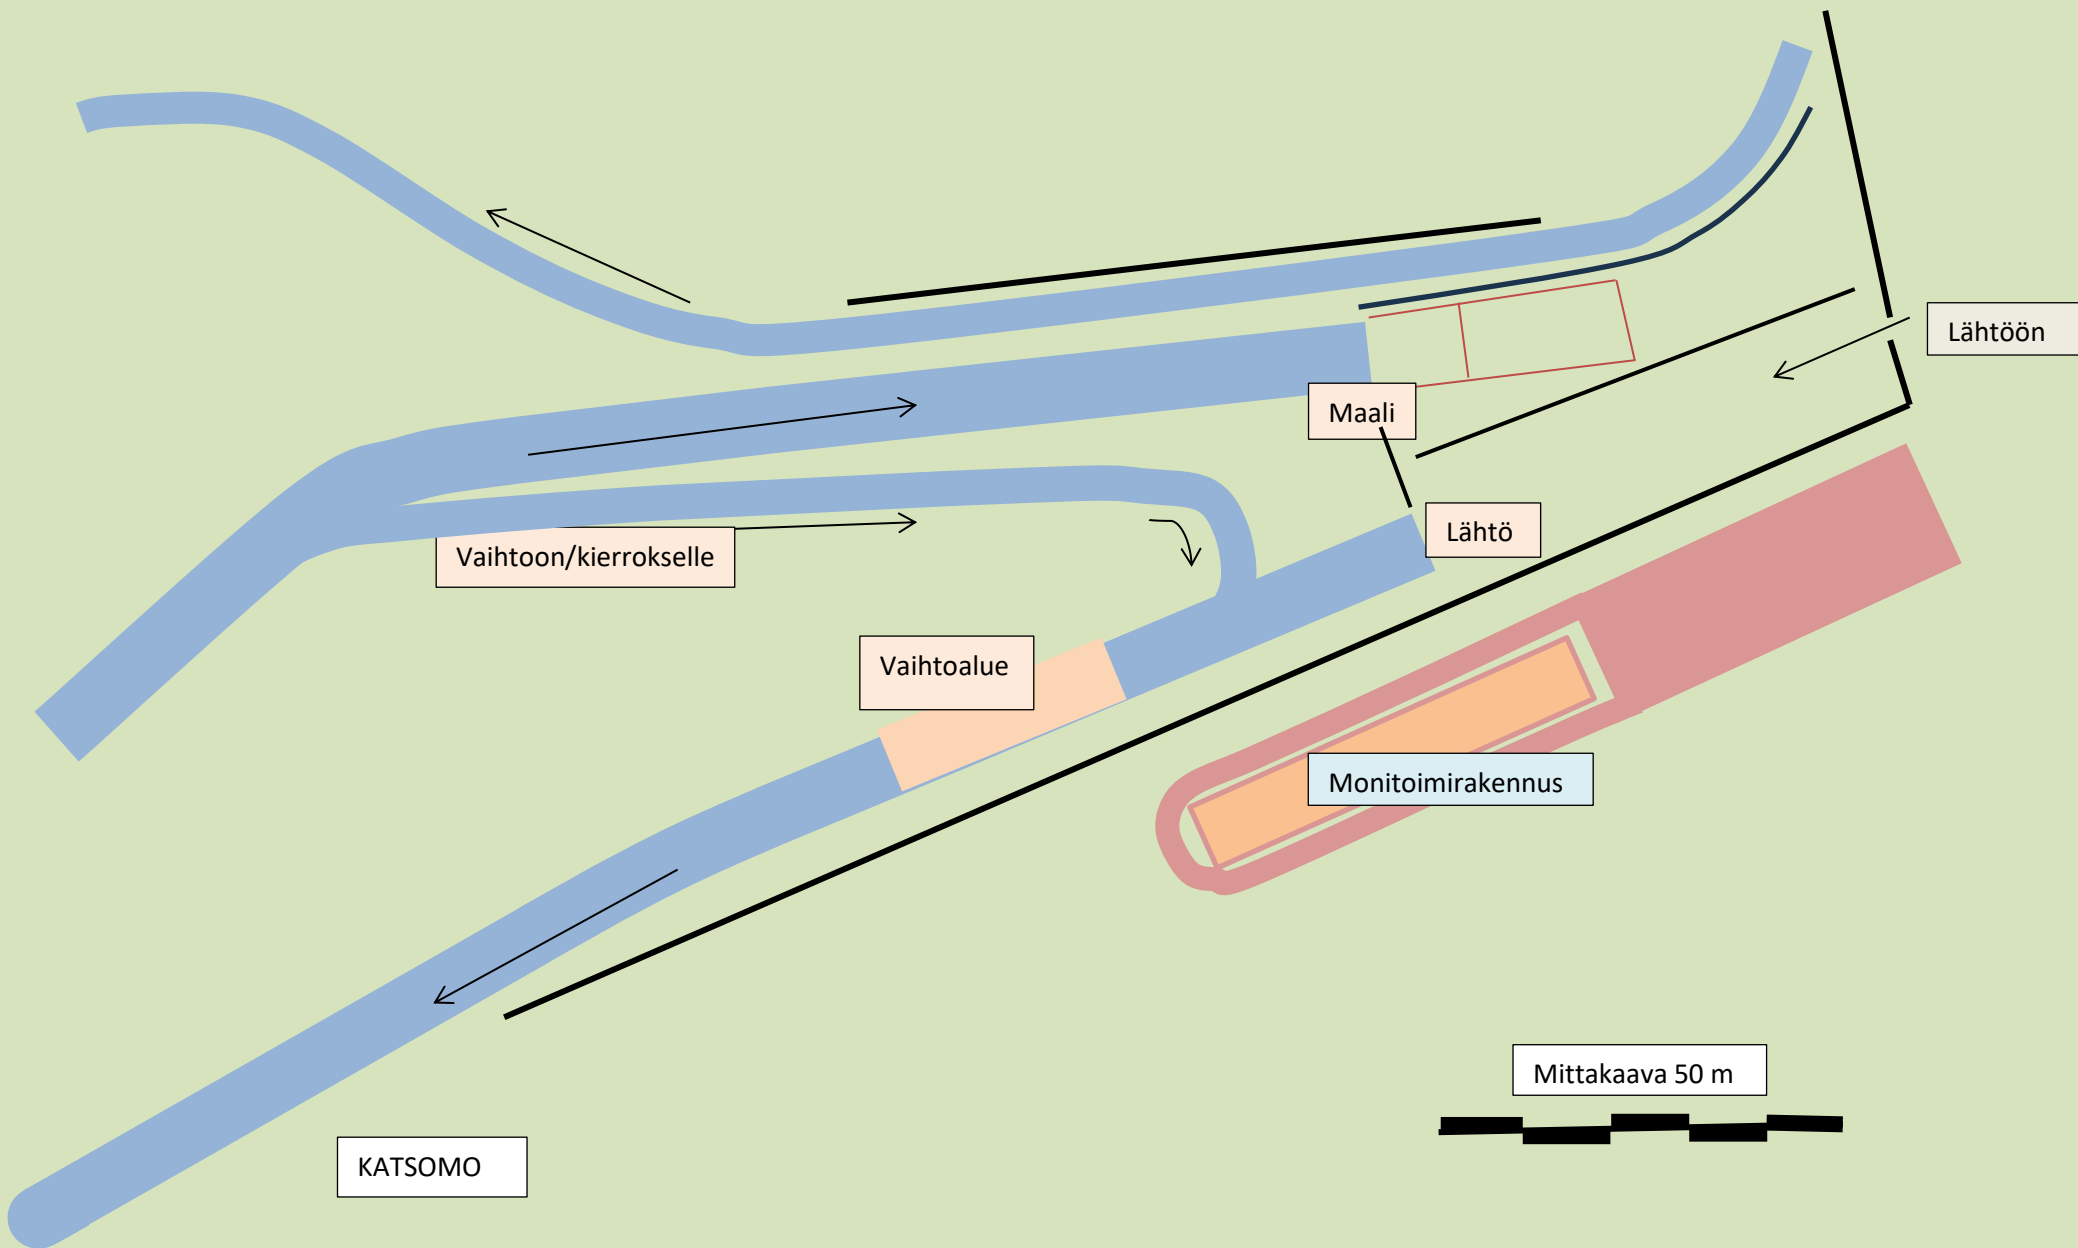 Lähtöön
Maali
Lähtö
Vaihtoon/kierrokselle
Vaihtoalue
Monitoimirakennus
Mittakaava 50 m
KATSOMO